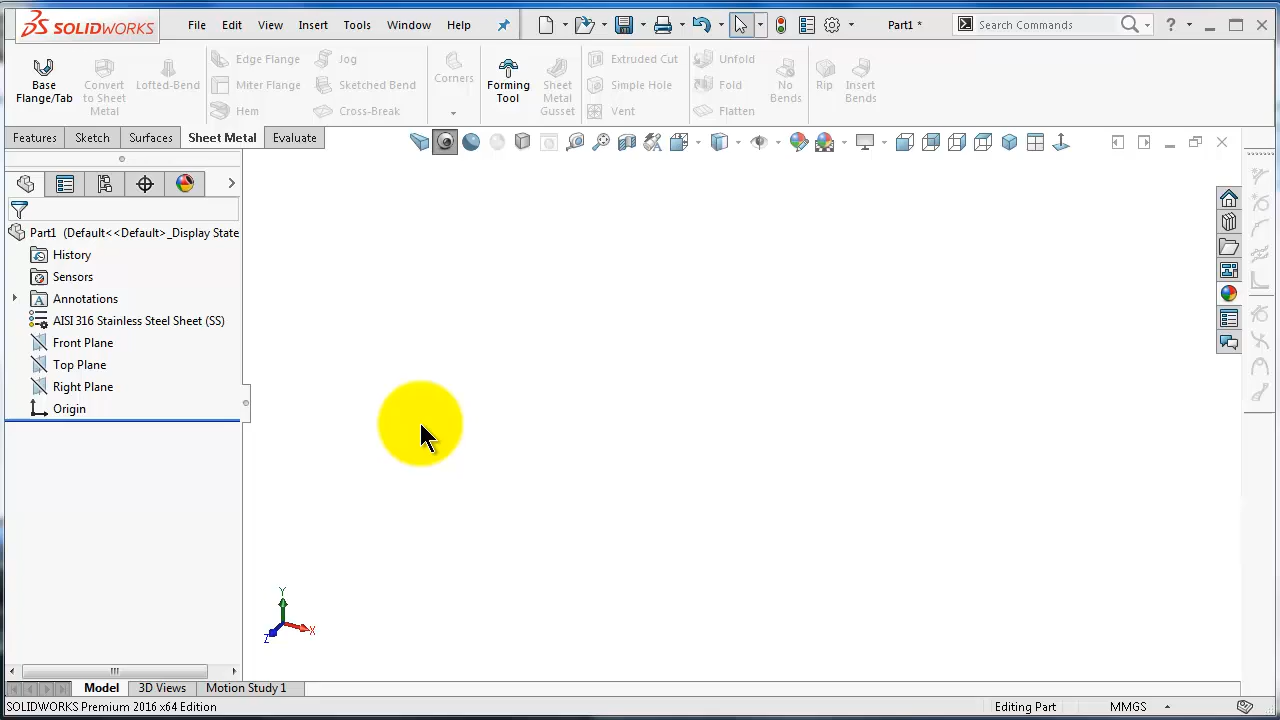 SOLIDWORKS File Edit View Insert Tools Window Help Part1 * Search Commands ?
Base Flange/Tab
Convert to Sheet Metal
Lofted-Bend
Edge Flange
Miter Flange
Hem
Jog
Sketched Bend
Cross-Break
Corners
Forming Tool
Sheet Metal Gusset
Extruded Cut
Simple Hole
Vent
Unfold
Fold
Flatten
No Bends
Rip
Insert Bends
Features Sketch Surfaces Sheet Metal Evaluate
Part1 (Default<<Default>_Display State
History
Sensors
Annotations
AISI 316 Stainless Steel Sheet (SS)
Front Plane
Top Plane
Right Plane
Origin
Y
X
Z
Model 3D Views Motion Study 1
SOLIDWORKS Premium 2016 x64 Edition Editing Part MMGS